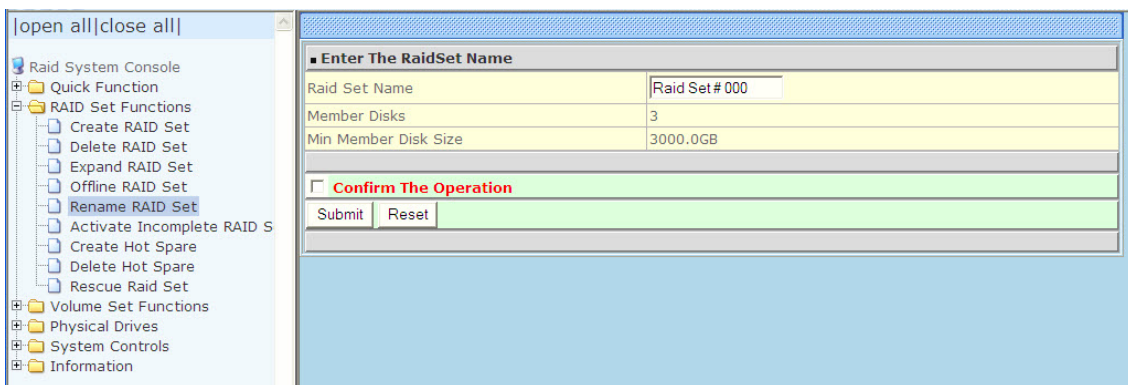 |open all|close all|
Raid System Console
Quick Function
RAID Set Functions
Create RAID Set
Delete RAID Set
Expand RAID Set
Offline RAID Set
Rename RAID Set
Activate Incomplete RAID S
Create Hot Spare
Delete Hot Spare
Rescue Raid Set
Volume Set Functions
Physical Drives
System Controls
Information
Enter The RaidSet Name
Raid Set Name Raid Set # 000
Member Disks 3
Min Member Disk Size 3000.0GB
Confirm The Operation
Submit Reset